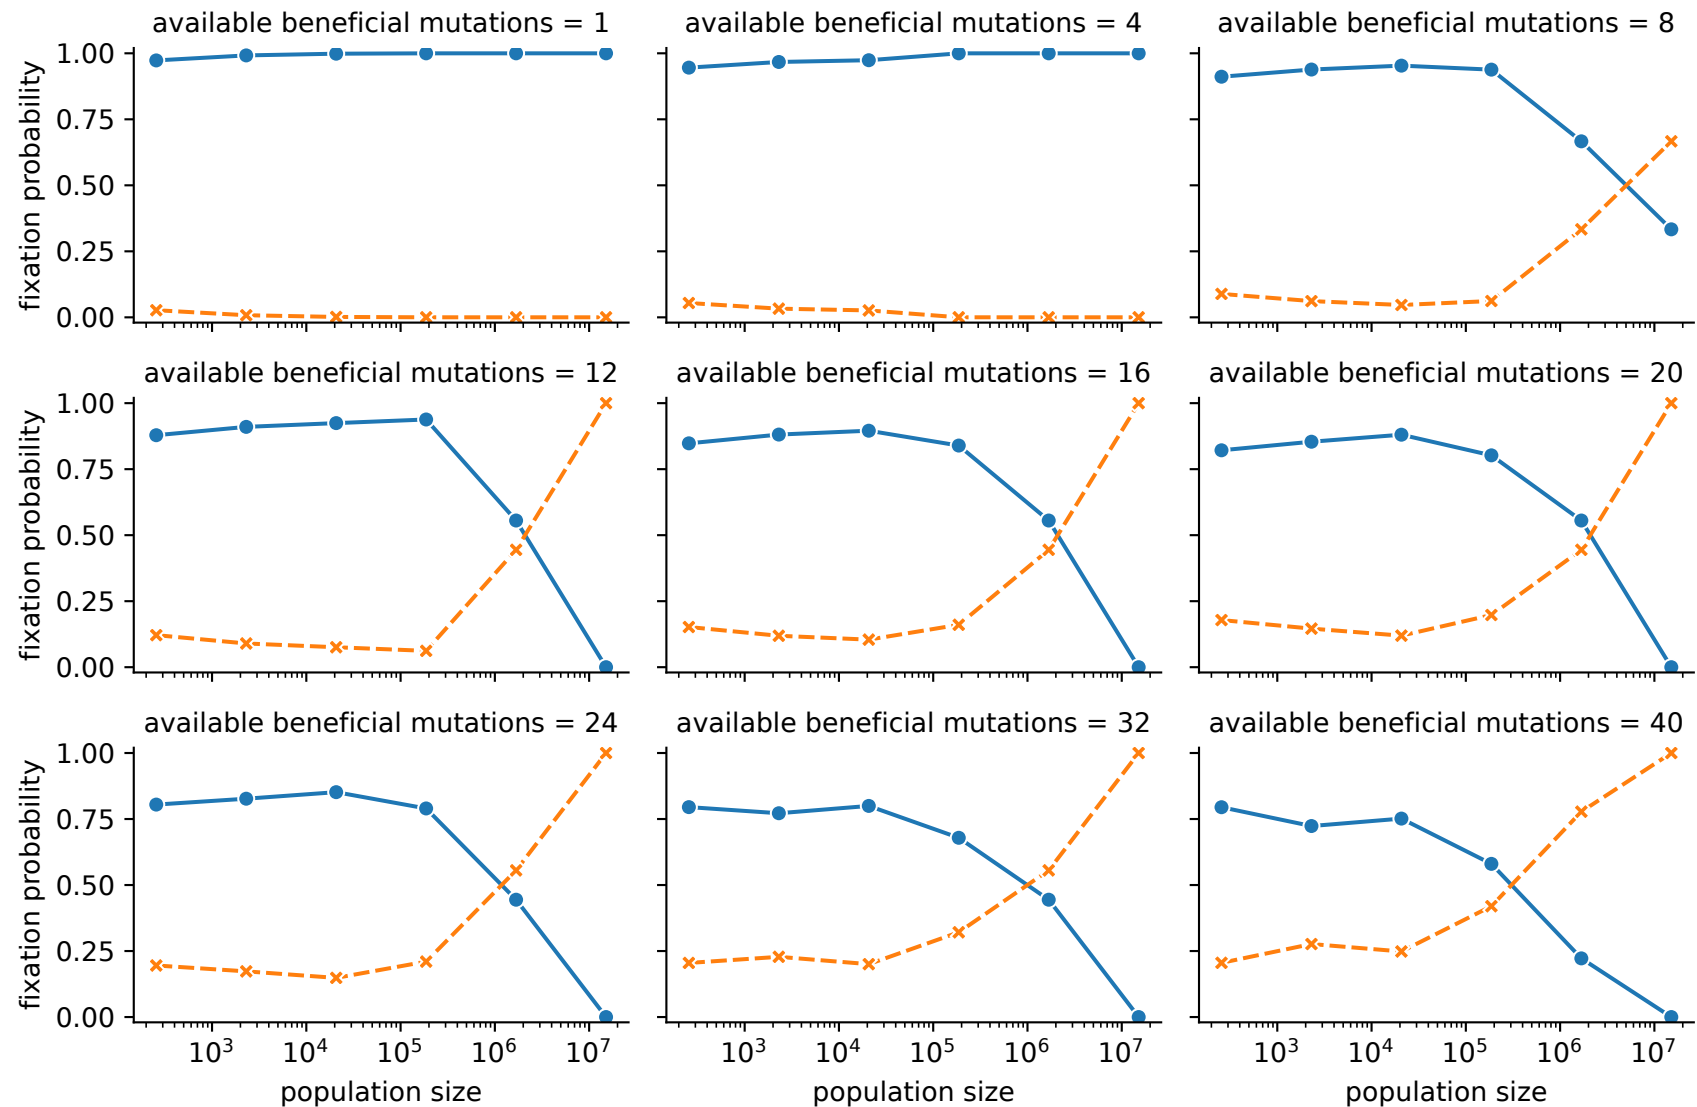 available beneficial mutations = 1
available beneficial mutations = 4
available beneficial mutations = 8
fixation probability
1.00
0.75
0.50
0.25
0.00
available beneficial mutations = 12
available beneficial mutations = 16
available beneficial mutations = 20
fixation probability
1.00
0.75
0.50
0.25
0.00
available beneficial mutations = 24
available beneficial mutations = 32
available beneficial mutations = 40
fixation probability
1.00
0.75
0.50
0.25
0.00
10³ 10⁴ 10⁵ 10⁶ 10⁷
10³ 10⁴ 10⁵ 10⁶ 10⁷
10³ 10⁴ 10⁵ 10⁶ 10⁷
population size
population size
population size